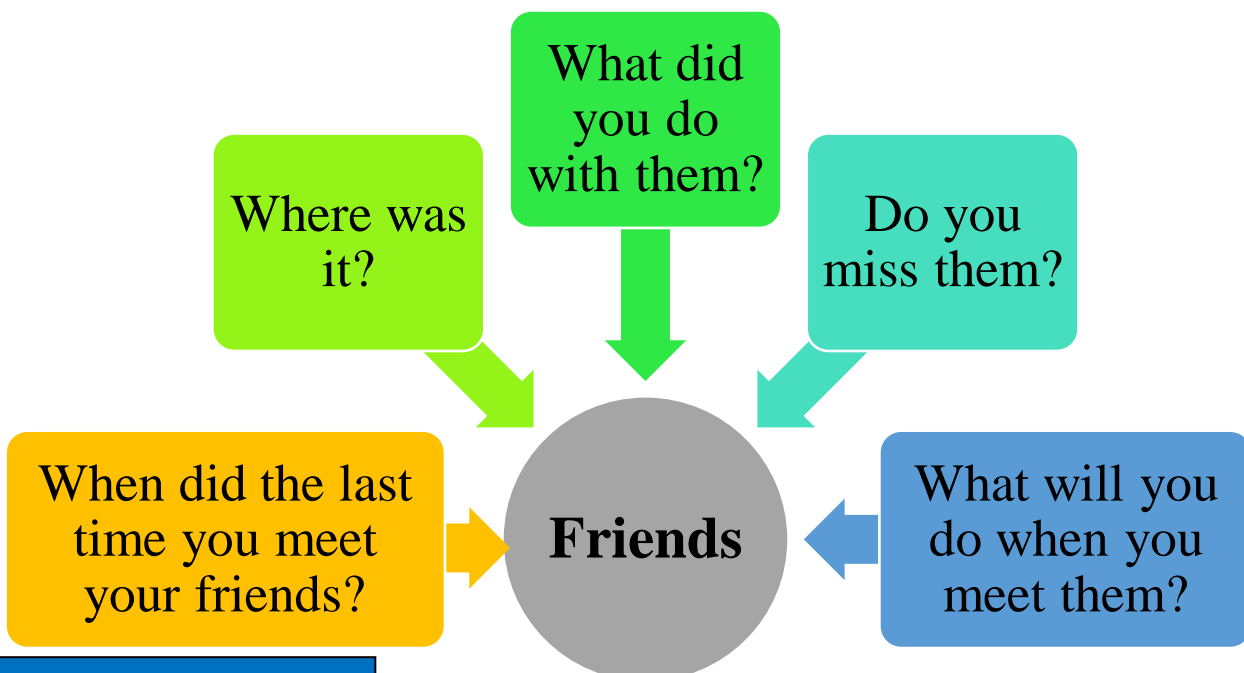 What did
you do
with them?
Where was
it?
Do you
miss them?
When did the last
time you meet
your friends?
Friends
What will you
do when you
meet them?